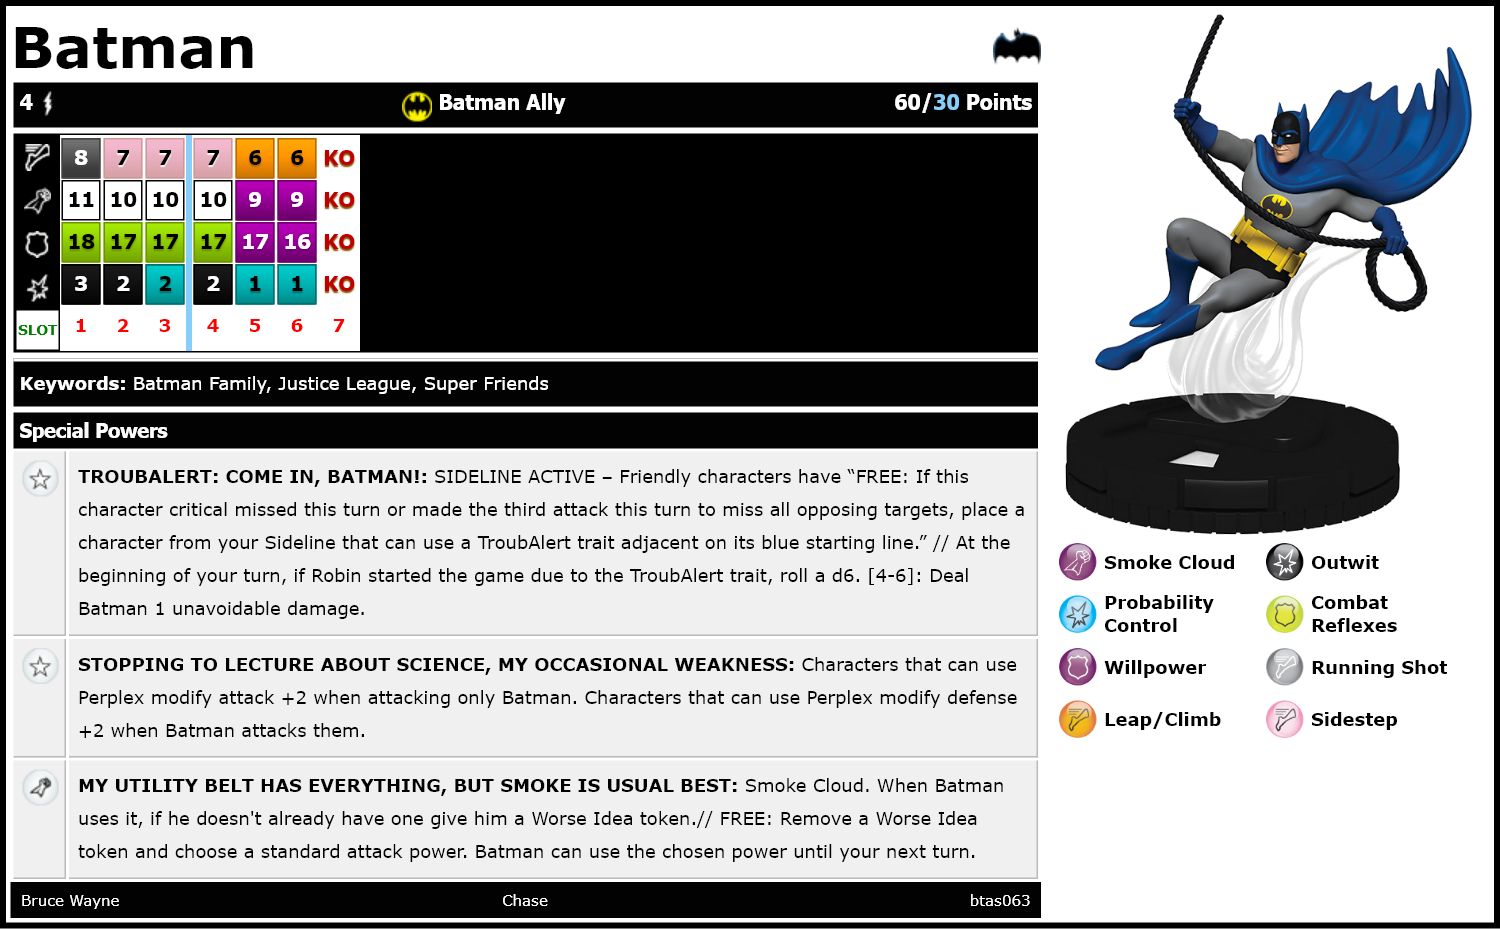 Batman
4 Batman Ally 60/30 Points
8 7 7 7 6 6 KO
11 10 10 10 9 9 KO
18 17 17 17 17 16 KO
3 2 2 2 1 1 KO
SLOT 1 2 3 4 5 6 7
Keywords: Batman Family, Justice League, Super Friends
Special Powers
TROUBALERT: COME IN, BATMAN!: SIDELINE ACTIVE – Friendly characters have “FREE: If this
character critical missed this turn or made the third attack this turn to miss all opposing targets, place a
character from your Sideline that can use a TroubAlert trait adjacent on its blue starting line.” // At the
beginning of your turn, if Robin started the game due to the TroubAlert trait, roll a d6. [4-6]: Deal
Batman 1 unavoidable damage.
STOPPING TO LECTURE ABOUT SCIENCE, MY OCCASIONAL WEAKNESS: Characters that can use
Perplex modify attack +2 when attacking only Batman. Characters that can use Perplex modify defense
+2 when Batman attacks them.
MY UTILITY BELT HAS EVERYTHING, BUT SMOKE IS USUAL BEST: Smoke Cloud. When Batman
uses it, if he doesn't already have one give him a Worse Idea token.// FREE: Remove a Worse Idea
token and choose a standard attack power. Batman can use the chosen power until your next turn.
Bruce Wayne Chase btas063
Smoke Cloud Outwit
Probability Combat
Control Reflexes
Willpower Running Shot
Leap/Climb Sidestep